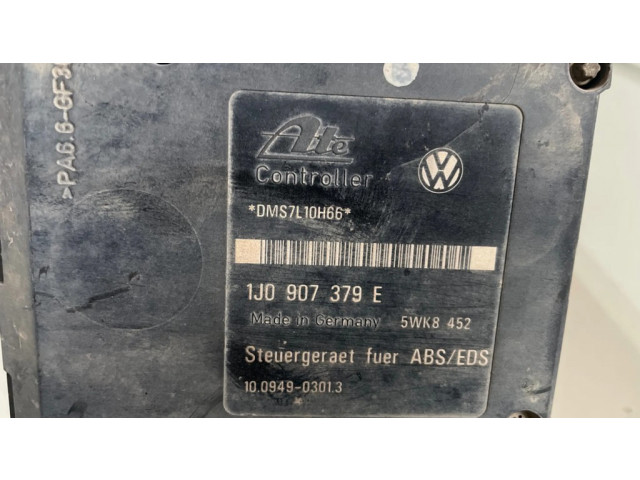 >PA6.6-GF3
Ate
Controller
*DMS7L10H66*
1J0 907 379 E
Made in Germany 5WK8 452
Steuergeraet fuer ABS/EDS
10.0949-0301.3